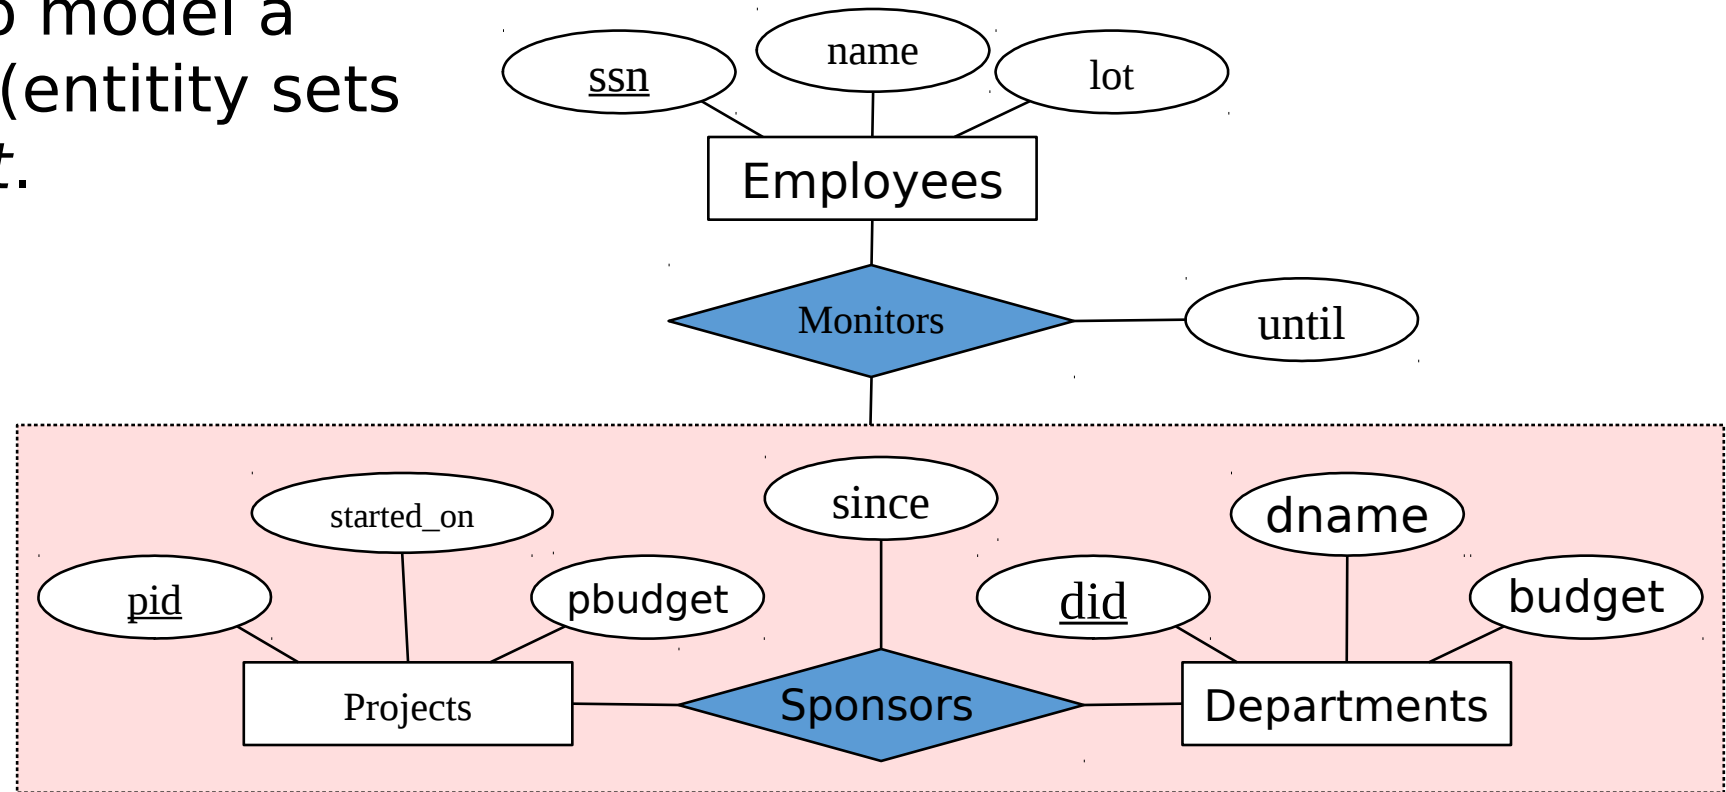 model a
(entitity sets
t.
ssn
name
lot
Employees
Monitors
until
since
started_on
dname
pid
pbudget
did
budget
Projects
Sponsors
Departments